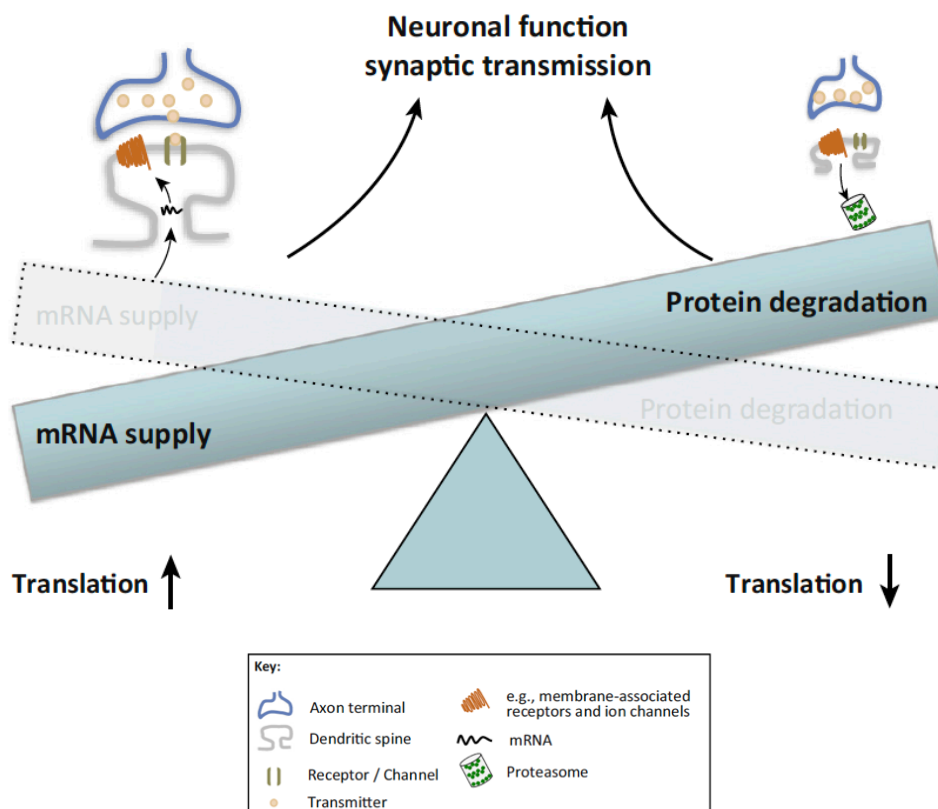 Neuronal function
synaptic transmission
mRNA supply
Protein degradation
mRNA supply
Protein degradation
Translation
Translation
Key:
Axon terminal
Dendritic spine
Receptor / Channel
Transmitter
e.g., membrane-associated
receptors and ion channels
mRNA
Proteasome